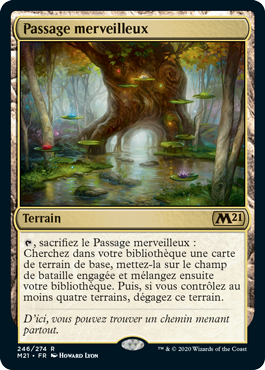 Passage merveilleux
Terrain
M21
, sacrifiez le Passage merveilleux :
Cherchez dans votre bibliothèque une carte
de terrain de base, mettez-la sur le champ
de bataille engagée et mélangez ensuite
votre bibliothèque. Puis, si vous contrôlez au
moins quatre terrains, dégagez ce terrain.
D'ici, vous pouvez trouver un chemin menant
partout.
246/274 R
M21 • FR Howard Lyon
™ & © 2020 Wizards of the Coast